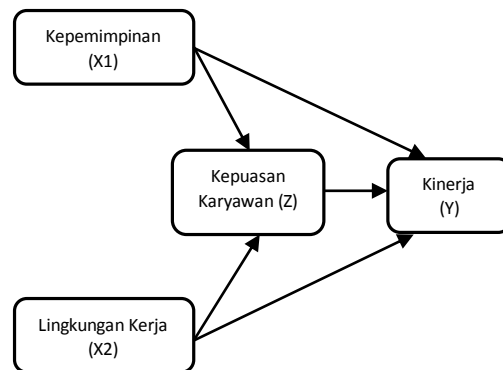 Kepemimpinan
(X1)
Kepuasan
Karyawan (Z)
Kinerja
(Y)
Lingkungan Kerja
(X2)